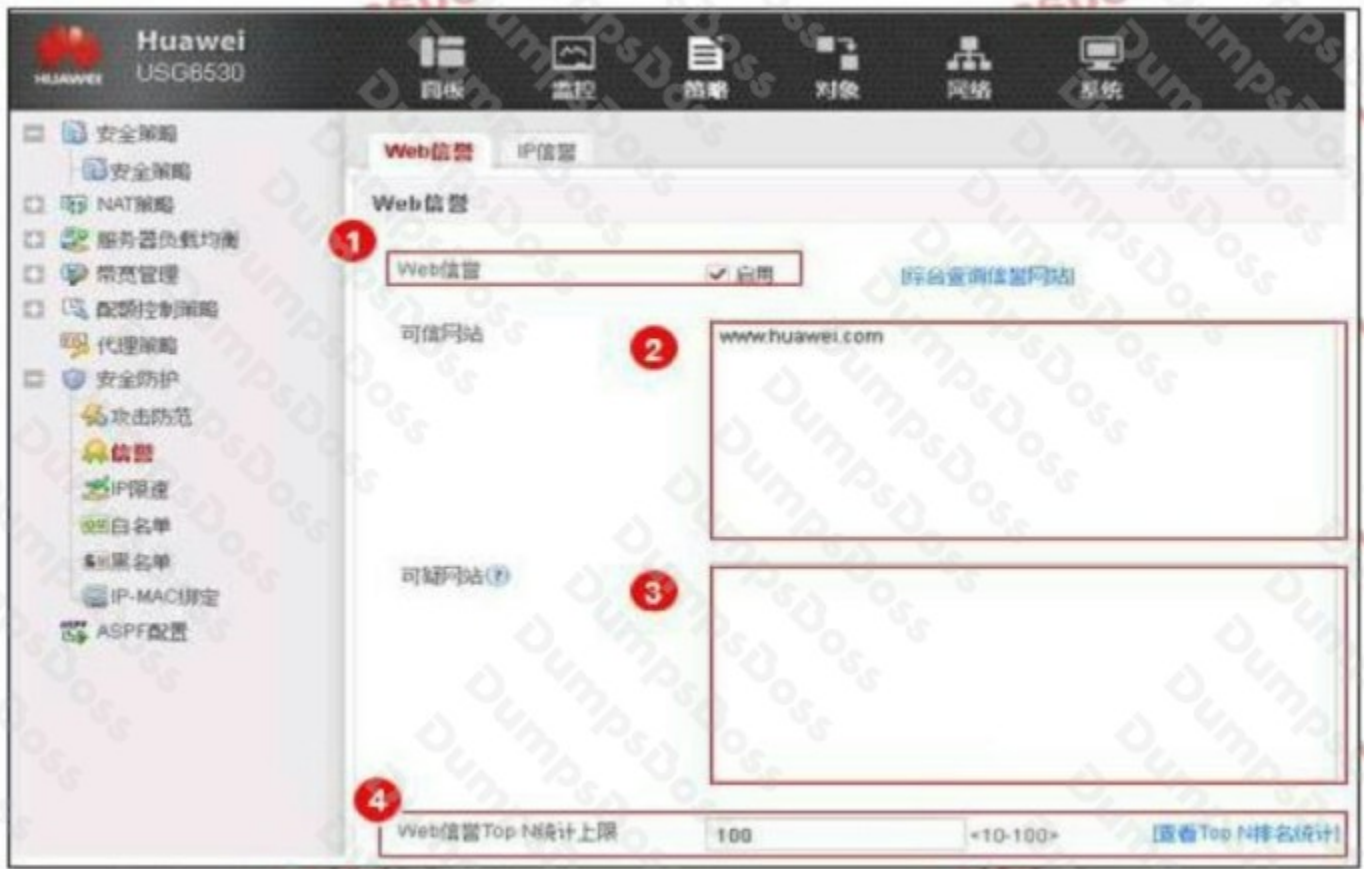 HUAWEI
Huawei
USG6530
面板 监控 策略 对象 网络 系统
安全策略
安全策略
NAT策略
服务器负载均衡
带宽管理
配额控制策略
代理策略
安全防护
攻击防范
信誉
IP限速
白名单
黑名单
IP-MAC绑定
ASPF配置
Web信誉 IP信誉
Web信誉
1
Web信誉 启用 [综合查询信誉网站]
可信网站
2
www.huawei.com
可疑网站
3
4
Web信誉Top N统计上限 100 <10-100> [查看Top N排名统计]
DumpsDoss